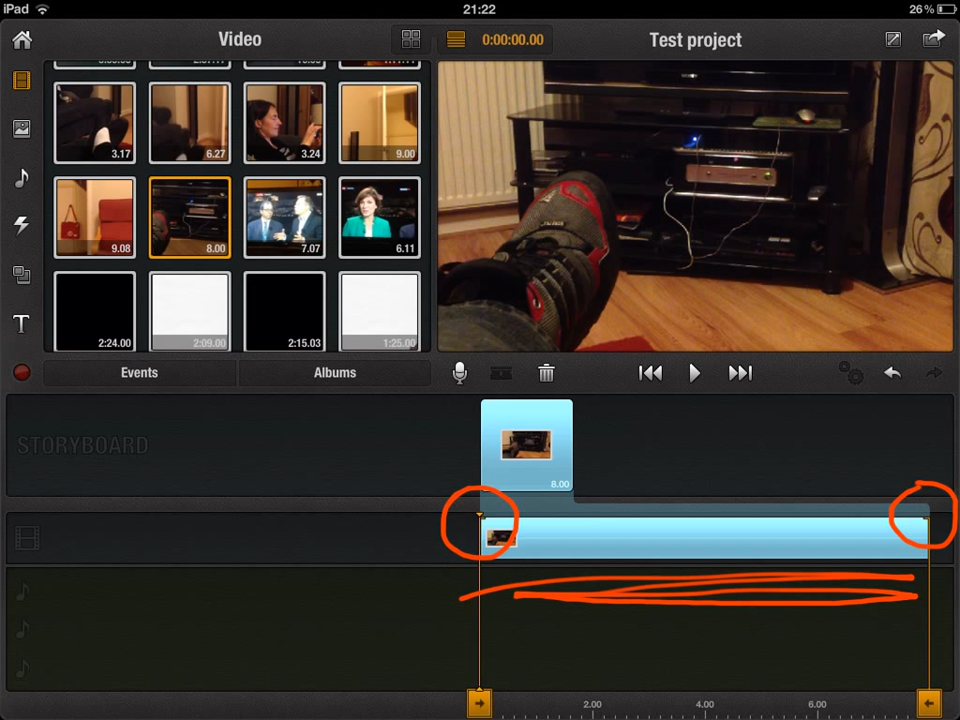 iPad 21:22 26%
Video 0:00:00.00 Test project
3.17 6.27 3.24 9.00
9.08 8.00 7.07 6.11
2:24.00 2:09.00 2:15.03 1:25.00
T
Events Albums
STORYBOARD
8.00
2.00 4.00 6.00